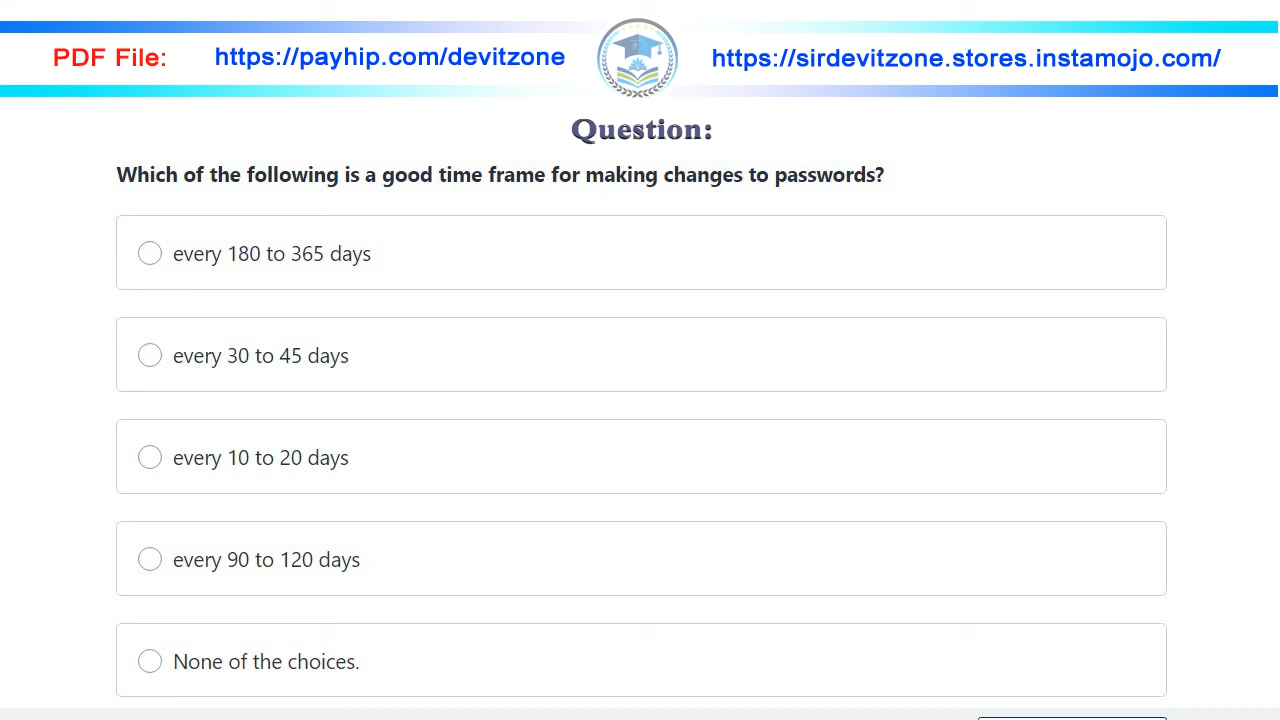 PDF File: https://payhip.com/devitzone https://sirdevitzone.stores.instamojo.com/
Question:
Which of the following is a good time frame for making changes to passwords?
every 180 to 365 days
every 30 to 45 days
every 10 to 20 days
every 90 to 120 days
None of the choices.